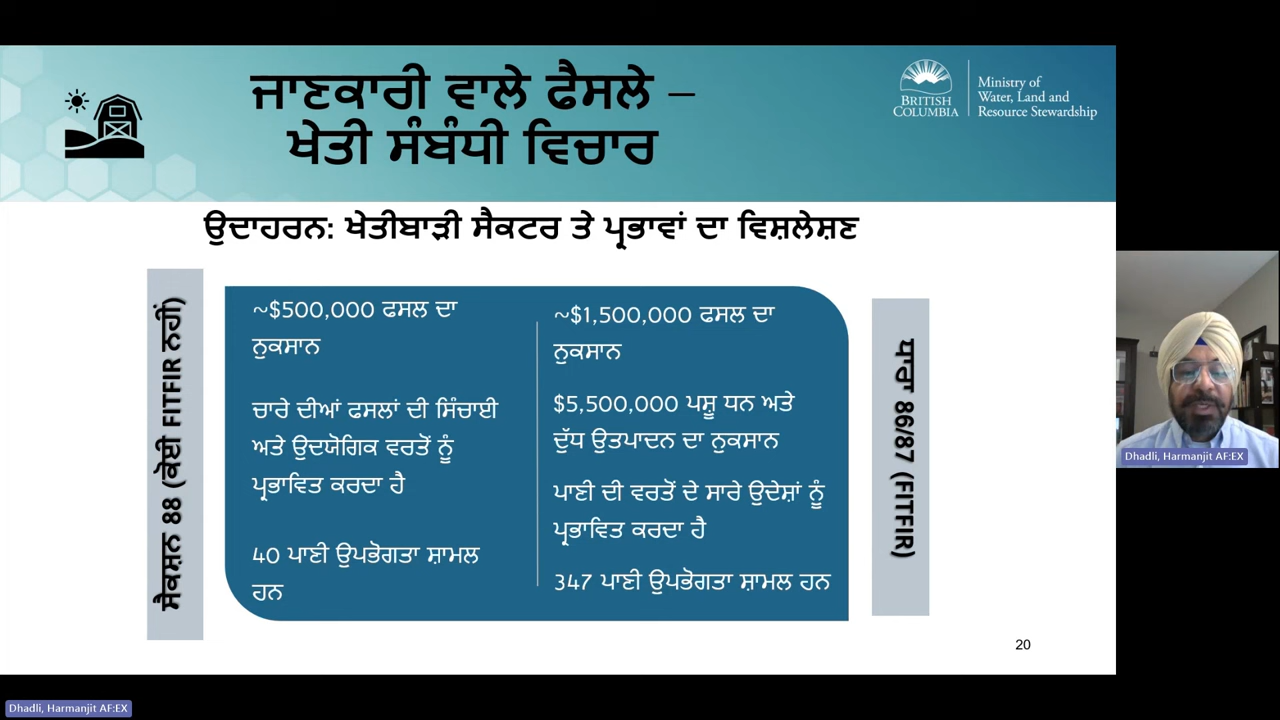 ਜਾਣਕਾਰੀ ਵਾਲੇ ਫੈਸਲੇ –
ਖੇਤੀ ਸੰਬੰਧੀ ਵਿਚਾਰ
BRITISH
COLUMBIA
Ministry of
Water, Land and
Resource Stewardship
ਉਦਾਹਰਨ: ਖੇਤੀਬਾੜੀ ਸੈਕਟਰ ਤੇ ਪ੍ਰਭਾਵਾਂ ਦਾ ਵਿਸ਼ਲੇਸ਼ਣ
ਸੈਕਸ਼ਨ 88 (ਕੋਈ FITFIR ਨਹੀਂ)
~$500,000 ਫਸਲ ਦਾ
ਨੁਕਸਾਨ
ਚਾਰੇ ਦੀਆਂ ਫਸਲਾਂ ਦੀ ਸਿੰਚਾਈ
ਅਤੇ ਉਦਯੋਗਿਕ ਵਰਤੋਂ ਨੂੰ
ਪ੍ਰਭਾਵਿਤ ਕਰਦਾ ਹੈ
40 ਪਾਣੀ ਉਪਭੋਗਤਾ ਸ਼ਾਮਲ
ਹਨ
~$1,500,000 ਫਸਲ ਦਾ
ਨੁਕਸਾਨ
$5,500,000 ਪਸ਼ੂ ਧਨ ਅਤੇ
ਦੁੱਧ ਉਤਪਾਦਨ ਦਾ ਨੁਕਸਾਨ
ਪਾਣੀ ਦੀ ਵਰਤੋਂ ਦੇ ਸਾਰੇ ਉਦੇਸ਼ਾਂ ਨੂੰ
ਪ੍ਰਭਾਵਿਤ ਕਰਦਾ ਹੈ
347 ਪਾਣੀ ਉਪਭੋਗਤਾ ਸ਼ਾਮਲ ਹਨ
ਧਾਰਾ 86/87 (FITFIR)
20
Dhadli, Harmanjit AF:EX
Dhadli, Harmanjit AF:EX